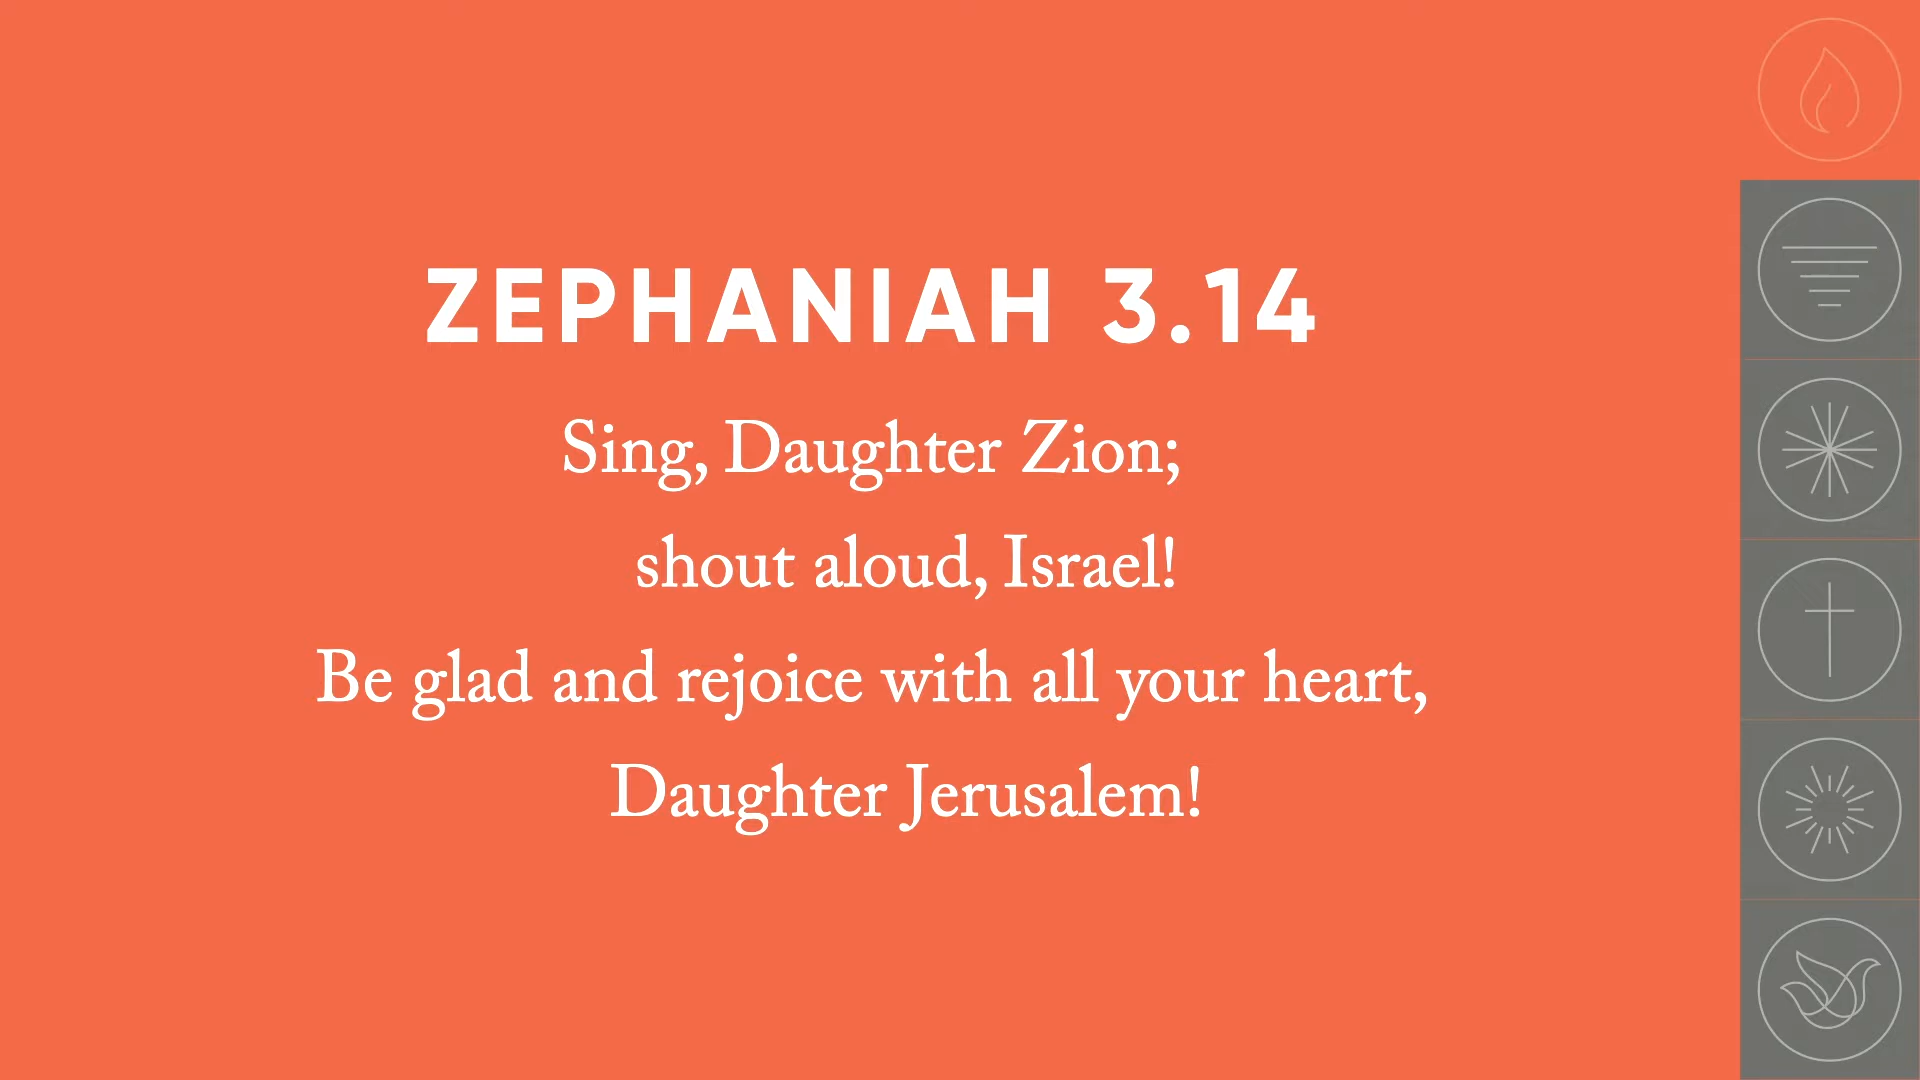 ZEPHANIAH 3.14
Sing, Daughter Zion;
shout aloud, Israel!
Be glad and rejoice with all your heart,
Daughter Jerusalem!